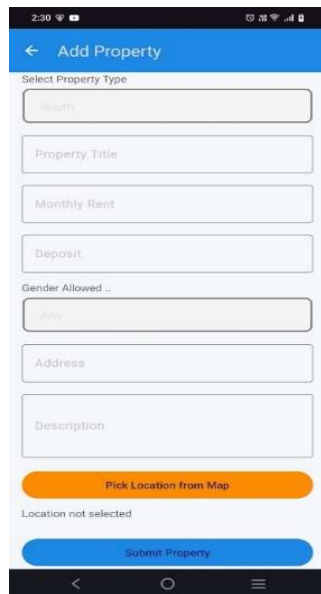 2:30
Add Property
Select Property Type
Room
Property Title
Monthly Rent
Deposit
Gender Allowed ..
Any
Address
Description
Pick Location from Map
Location not selected
Submit Property